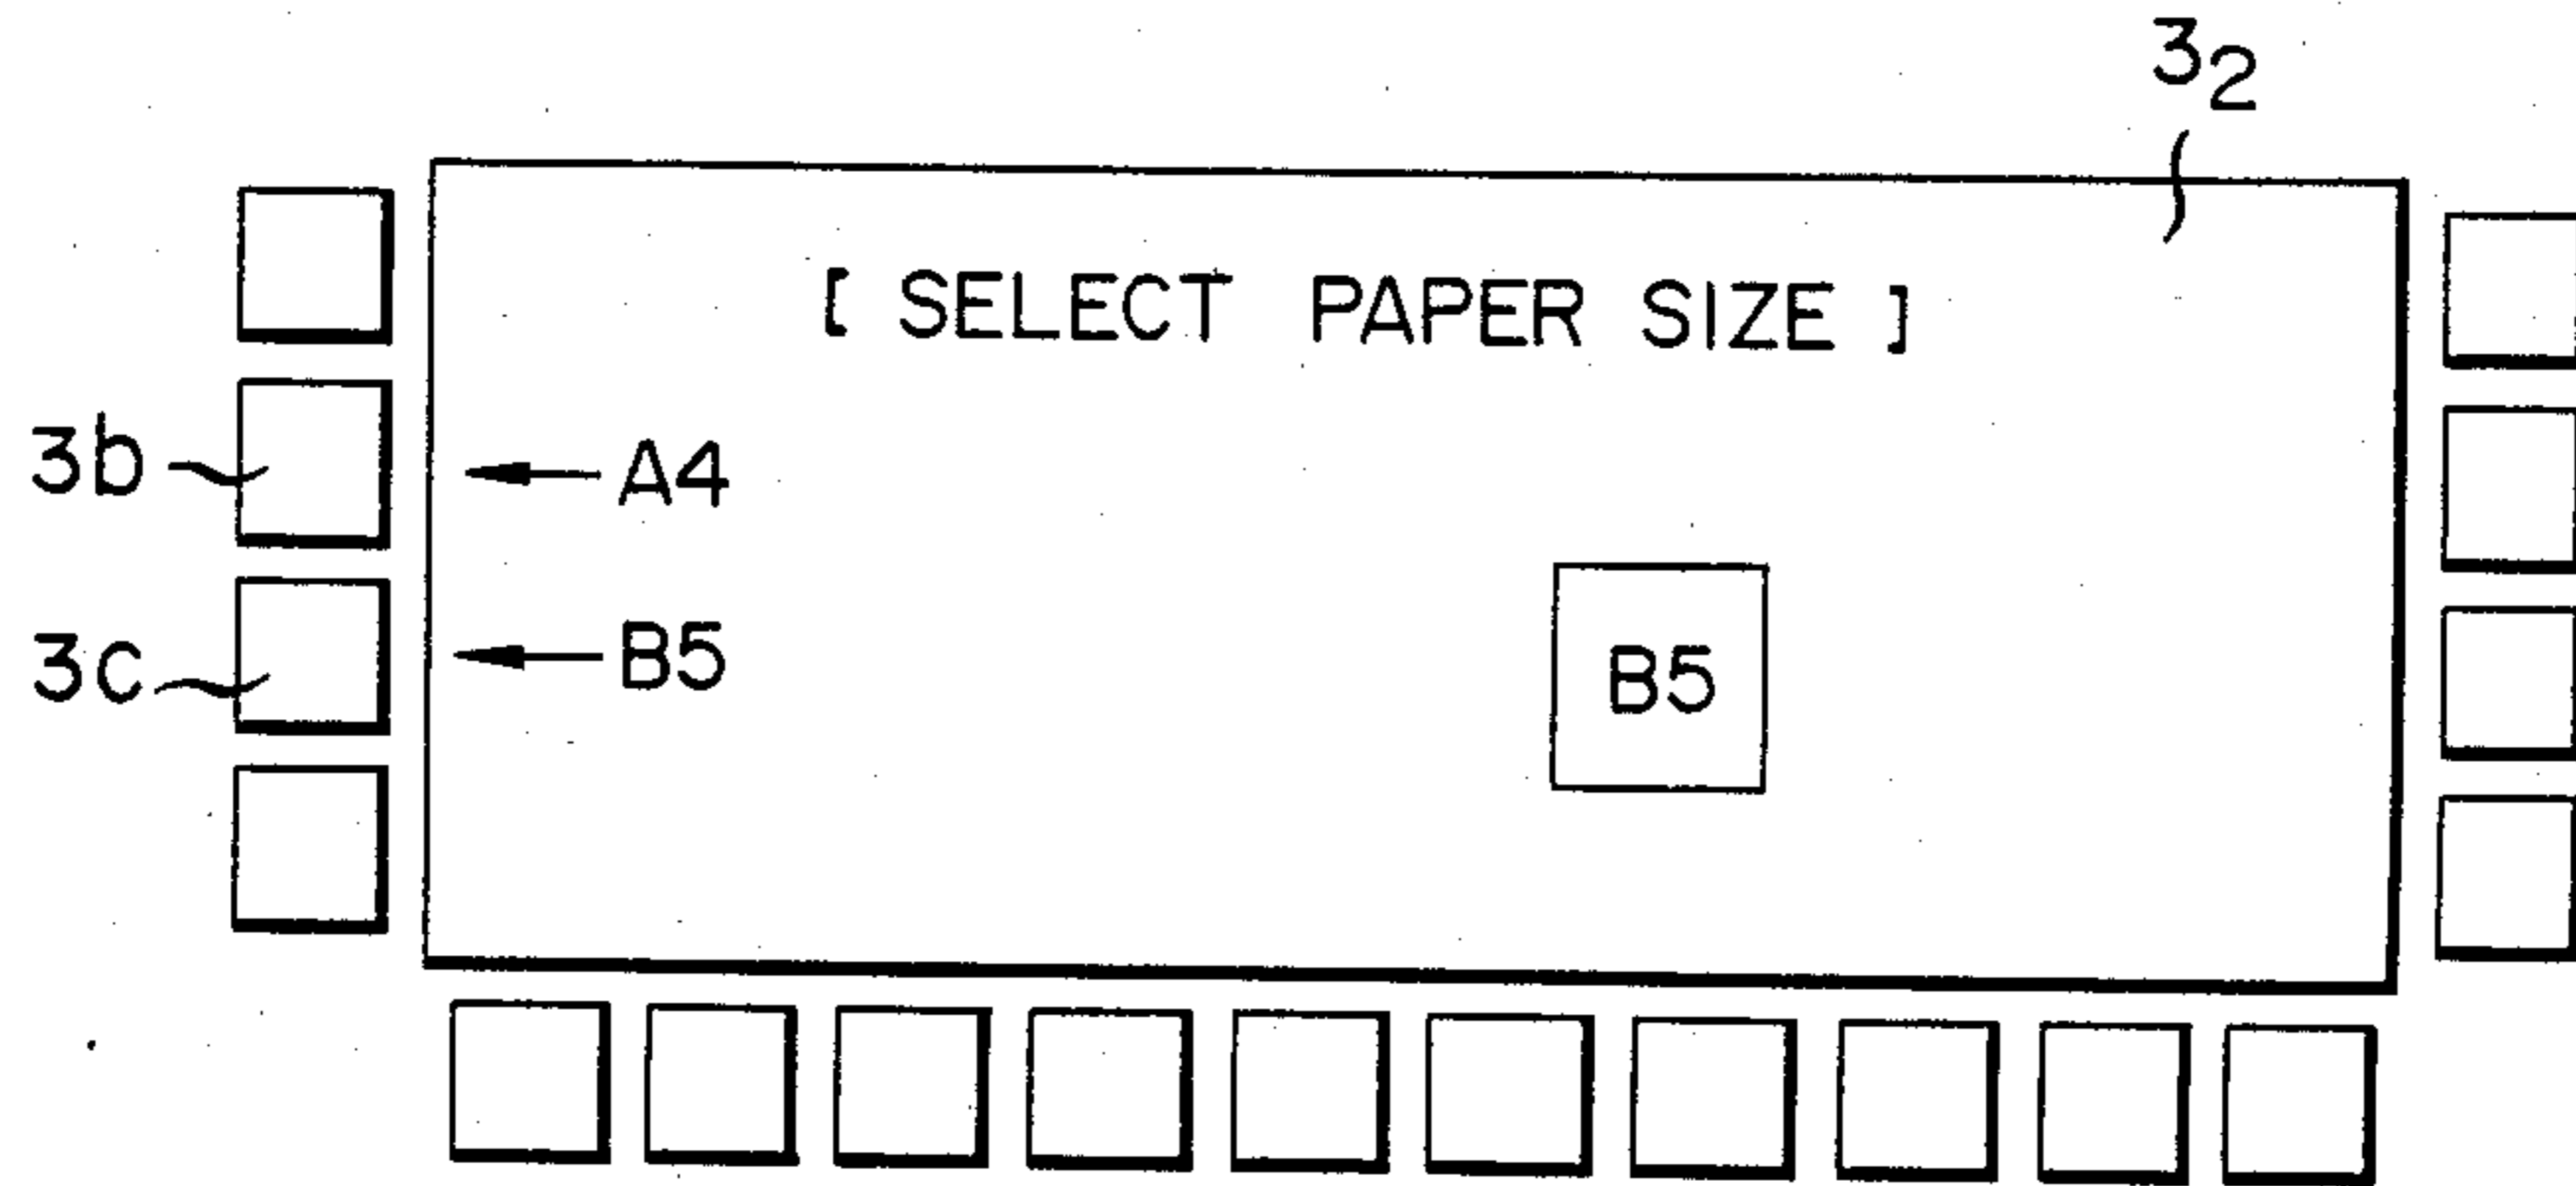 3₂
[ SELECT PAPER SIZE ]
3b
A4
3c
B5
B5